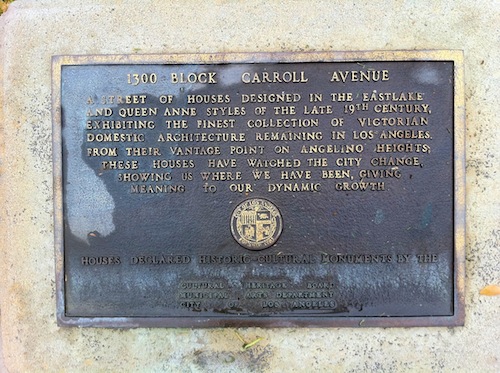 1300 BLOCK CARROLL AVENUE
A STREET OF HOUSES DESIGNED IN THE EASTLAKE
AND QUEEN ANNE STYLES OF THE LATE 19TH CENTURY,
EXHIBITING THE FINEST COLLECTION OF VICTORIAN
DOMESTIC ARCHITECTURE REMAINING IN LOS ANGELES.
FROM THEIR VANTAGE POINT ON ANGELINO HEIGHTS,
THESE HOUSES HAVE WATCHED THE CITY CHANGE,
SHOWING US WHERE WE HAVE BEEN, GIVING
MEANING TO OUR DYNAMIC GROWTH
HOUSES DECLARED HISTORIC-CULTURAL MONUMENTS BY THE
CULTURAL HERITAGE BOARD
MUNICIPAL ARTS DEPARTMENT
CITY OF LOS ANGELES